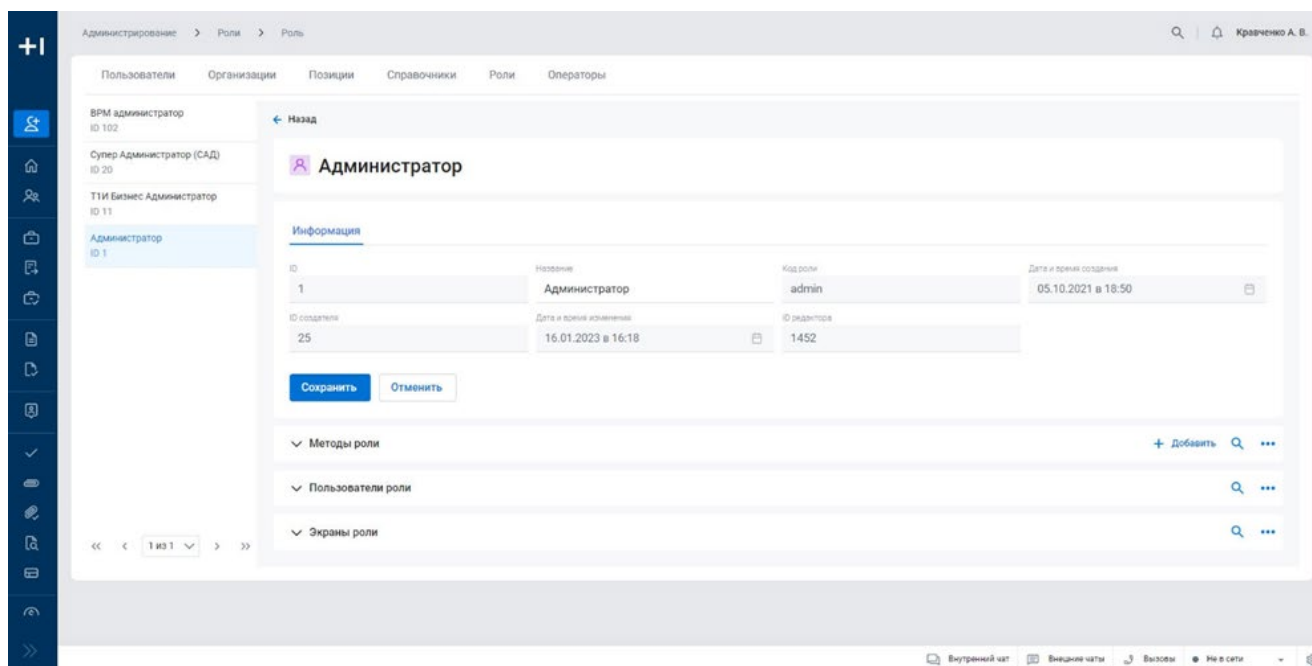 Администрирование > Роли > Роль
Кравченко А. В.
Пользователи Организации Позиции Справочники Роли Операторы
ВРМ администратор
ID 102
Супер Администратор (САД)
ID 20
Т1И Бизнес Администратор
ID 11
Администратор
ID 1
Назад
Администратор
Информация
ID Название Код роли Дата и время создания
1 Администратор admin 05.10.2021 в 18:50
ID создателя Дата и время изменения ID редактора
25 16.01.2023 в 16:18 1452
Сохранить Отменить
Методы роли + Добавить
Пользователи роли
Экраны роли
1 из 1
Внутренний чат Внешние чаты Вызовы Не в сети